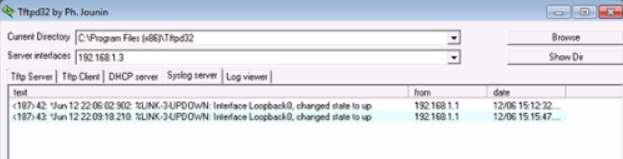 Tftpd32 by Ph. Jounin
Current Directory C:\Program Files (x86)\Tftpd32 Browse
Server interfaces 192.168.1.3 Show Dir
Tftp Server Tftp Client DHCP server Syslog server Log viewer
text from date
<187>42: *Jun 12 22:06:02.902: %LINK-3-UPDOWN: Interface Loopback0, changed state to up 192.168.1.1 12/06 15:12:32....
<187>43: *Jun 12 22:09:18.210: %LINK-3-UPDOWN: Interface Loopback0, changed state to up 192.168.1.1 12/06 15:15:47....